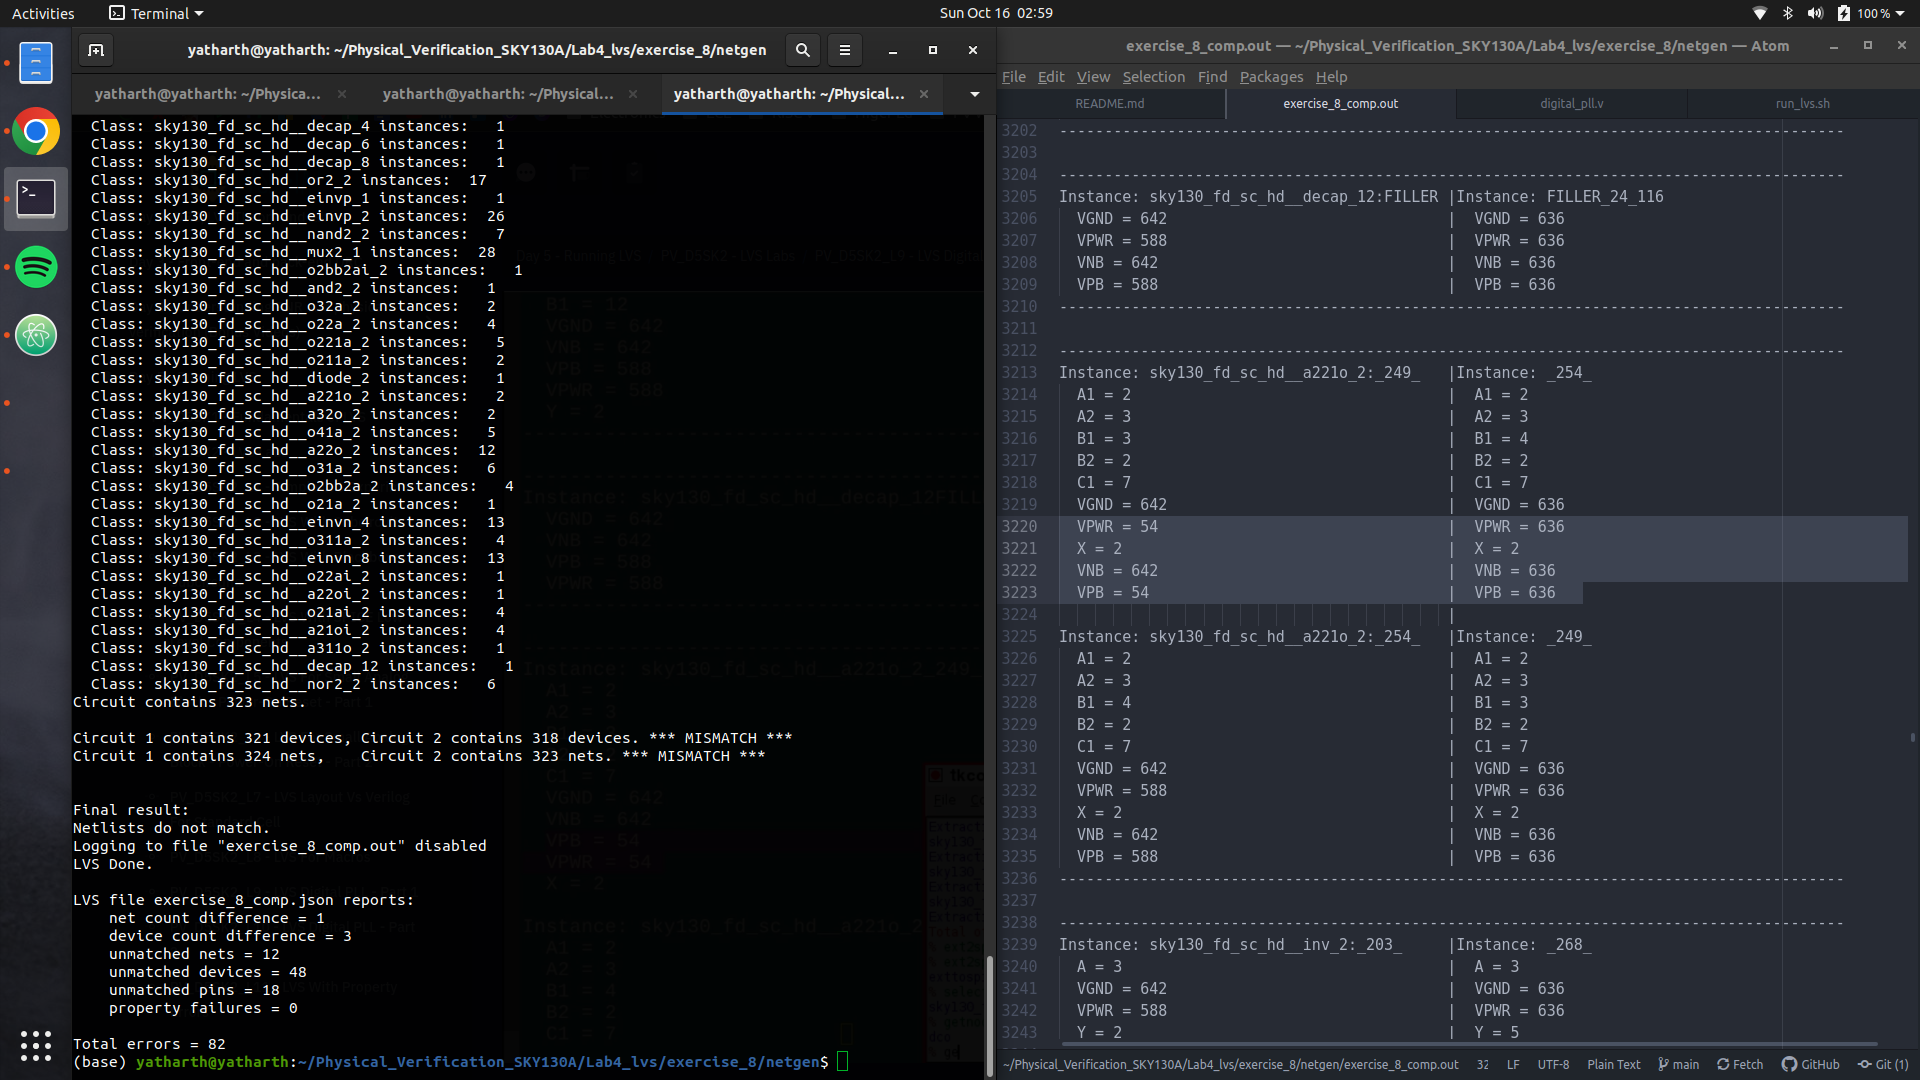 Activities
Terminal
Sun Oct 16 02:59
100 %
yatharth@yatharth: ~/Physical_Verification_SKY130A/Lab4_lvs/exercise_8/netgen
yatharth@yatharth: ~/Physica...
yatharth@yatharth: ~/Physical...
yatharth@yatharth: ~/Physical...
Class: sky130_fd_sc_hd__decap_4 instances: 1
Class: sky130_fd_sc_hd__decap_6 instances: 1
Class: sky130_fd_sc_hd__decap_8 instances: 1
Class: sky130_fd_sc_hd__or2_2 instances: 17
Class: sky130_fd_sc_hd__einvp_1 instances: 1
Class: sky130_fd_sc_hd__einvp_2 instances: 26
Class: sky130_fd_sc_hd__nand2_2 instances: 7
Class: sky130_fd_sc_hd__mux2_1 instances: 28
Class: sky130_fd_sc_hd__o2bb2ai_2 instances: 1
Class: sky130_fd_sc_hd__and2_2 instances: 1
Class: sky130_fd_sc_hd__o32a_2 instances: 2
Class: sky130_fd_sc_hd__o22a_2 instances: 4
Class: sky130_fd_sc_hd__o221a_2 instances: 5
Class: sky130_fd_sc_hd__o211a_2 instances: 2
Class: sky130_fd_sc_hd__diode_2 instances: 1
Class: sky130_fd_sc_hd__a221o_2 instances: 2
Class: sky130_fd_sc_hd__a32o_2 instances: 2
Class: sky130_fd_sc_hd__o41a_2 instances: 5
Class: sky130_fd_sc_hd__a22o_2 instances: 12
Class: sky130_fd_sc_hd__o31a_2 instances: 6
Class: sky130_fd_sc_hd__o2bb2a_2 instances: 4
Class: sky130_fd_sc_hd__o21a_2 instances: 1
Class: sky130_fd_sc_hd__einvn_4 instances: 13
Class: sky130_fd_sc_hd__o311a_2 instances: 4
Class: sky130_fd_sc_hd__einvn_8 instances: 13
Class: sky130_fd_sc_hd__o22ai_2 instances: 1
Class: sky130_fd_sc_hd__a22oi_2 instances: 1
Class: sky130_fd_sc_hd__o21ai_2 instances: 4
Class: sky130_fd_sc_hd__a21oi_2 instances: 4
Class: sky130_fd_sc_hd__a311o_2 instances: 1
Class: sky130_fd_sc_hd__decap_12 instances: 1
Class: sky130_fd_sc_hd__nor2_2 instances: 6
Circuit contains 323 nets.
Circuit 1 contains 321 devices, Circuit 2 contains 318 devices. *** MISMATCH ***
Circuit 1 contains 324 nets, Circuit 2 contains 323 nets. *** MISMATCH ***
Final result:
Netlists do not match.
Logging to file "exercise_8_comp.out" disabled
LVS Done.
LVS file exercise_8_comp.json reports:
net count difference = 1
device count difference = 3
unmatched nets = 12
unmatched devices = 48
unmatched pins = 18
property failures = 0
Total errors = 82
(base) yatharth@yatharth:~/Physical_Verification_SKY130A/Lab4_lvs/exercise_8/netgen$
exercise_8_comp.out — ~/Physical_Verification_SKY130A/Lab4_lvs/exercise_8/netgen — Atom
File Edit View Selection Find Packages Help
README.md
exercise_8_comp.out
digital_pll.v
run_lvs.sh
3202 ---------------------------------------------------------------------------------------
3203
3204 ---------------------------------------------------------------------------------------
3205 Instance: sky130_fd_sc_hd__decap_12:FILLER |Instance: FILLER_24_116
3206 VGND = 642 | VGND = 636
3207 VPWR = 588 | VPWR = 636
3208 VNB = 642 | VNB = 636
3209 VPB = 588 | VPB = 636
3210 ---------------------------------------------------------------------------------------
3211
3212 ---------------------------------------------------------------------------------------
3213 Instance: sky130_fd_sc_hd__a221o_2:_249_ |Instance: _254_
3214 A1 = 2 | A1 = 2
3215 A2 = 3 | A2 = 3
3216 B1 = 3 | B1 = 4
3217 B2 = 2 | B2 = 2
3218 C1 = 7 | C1 = 7
3219 VGND = 642 | VGND = 636
3220 VPWR = 54 | VPWR = 636
3221 X = 2 | X = 2
3222 VNB = 642 | VNB = 636
3223 VPB = 54 | VPB = 636
3224 |
3225 Instance: sky130_fd_sc_hd__a221o_2:_254_ |Instance: _249_
3226 A1 = 2 | A1 = 2
3227 A2 = 3 | A2 = 3
3228 B1 = 4 | B1 = 3
3229 B2 = 2 | B2 = 2
3230 C1 = 7 | C1 = 7
3231 VGND = 642 | VGND = 636
3232 VPWR = 588 | VPWR = 636
3233 X = 2 | X = 2
3234 VNB = 642 | VNB = 636
3235 VPB = 588 | VPB = 636
3236 ---------------------------------------------------------------------------------------
3237
3238 ---------------------------------------------------------------------------------------
3239 Instance: sky130_fd_sc_hd__inv_2:_203_ |Instance: _268_
3240 A = 3 | A = 3
3241 VGND = 642 | VGND = 636
3242 VPWR = 588 | VPWR = 636
3243 Y = 2 | Y = 5
~/Physical_Verification_SKY130A/Lab4_lvs/exercise_8/netgen/exercise_8_comp.out 32 LF UTF-8 Plain Text main Fetch GitHub Git (1)